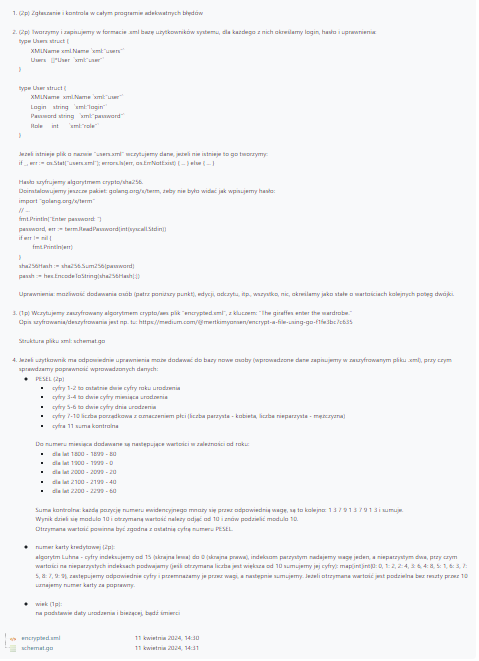 1. (2p) Zgłaszanie i kontrola w całym programie adekwatnych błędów
2. (2p) Tworzymy i zapisujemy w formacie .xml bazę użytkowników systemu, dla każdego z nich określamy login, hasło i uprawnienia:
type Users struct {
XMLName xml.Name `xml:"users"`
Users []*User `xml:"user"`
}
type User struct {
XMLName xml.Name `xml:"user"`
Login string `xml:"login"`
Password string `xml:"password"`
Role int `xml:"role"`
}
Jeżeli istnieje plik o nazwie "users.xml" wczytujemy dane, jeżeli nie istnieje to go tworzymy:
if _, err := os.Stat("users.xml"); errors.Is(err, os.ErrNotExist) { ... } else { ... }
Hasło szyfrujemy algorytmem crypto/sha256.
Doinstalowujemy jeszcze pakiet: golang.org/x/term, żeby nie było widać jak wpisujemy hasło:
import "golang.org/x/term"
// ...
fmt.Println("Enter password: ")
password, err := term.ReadPassword(int(syscall.Stdin))
if err != nil {
fmt.Println(err)
}
sha256Hash := sha256.Sum256(password)
passh := hex.EncodeToString(sha256Hash[:])
Uprawnienia: możliwość dodawania osób (patrz poniższy punkt), edycji, odczytu, itp., wszystko, nic, określamy jako stałe o wartościach kolejnych potęg dwójki.
3. (1p) Wczytujemy zaszyfrowany algorytmem crypto/aes plik "encrypted.xml", z kluczem: "The giraffes enter the wardrobe."
Opis szyfrowania/deszyfrowania jest np. tu: https://medium.com/@mertkimyonsen/encrypt-a-file-using-go-f1fe3bc7c635
Struktura pliku xml: schemat.go
4. Jeżeli użytkownik ma odpowiednie uprawnienia może dodawać do bazy nowe osoby (wprowadzone dane zapisujemy w zaszyfrowanym pliku .xml), przy czym
sprawdzamy poprawność wprowadzonych danych:
• PESEL (2p)
▪ cyfry 1-2 to ostatnie dwie cyfry roku urodzenia
▪ cyfry 3-4 to dwie cyfry miesiąca urodzenia
▪ cyfry 5-6 to dwie cyfry dnia urodzenia
▪ cyfry 7-10 liczba porządkowa z oznaczeniem płci (liczba parzysta - kobieta, liczba nieparzysta - mężczyzna)
▪ cyfra 11 suma kontrolna
Do numeru miesiąca dodawane są następujące wartości w zależności od roku:
▪ dla lat 1800 - 1899 - 80
▪ dla lat 1900 - 1999 - 0
▪ dla lat 2000 - 2099 - 20
▪ dla lat 2100 - 2199 - 40
▪ dla lat 2200 - 2299 - 60
Suma kontrolna: każdą pozycję numeru ewidencyjnego mnoży się przez odpowiednią wagę, są to kolejno: 1 3 7 9 1 3 7 9 1 3 i sumuje.
Wynik dzieli się modulo 10 i otrzymaną wartość należy odjąć od 10 i znów podzielić modulo 10.
Otrzymana wartość powinna być zgodna z ostatnią cyfrą numeru PESEL.
• numer karty kredytowej (2p):
algorytm Luhna - cyfry indeksujemy od 15 (skrajna lewa) do 0 (skrajna prawa), indeksom parzystym nadajemy wagę jeden, a nieparzystym dwa, przy czym
wartości na nieparzystych indeksach podwajamy (jeśli otrzymana liczba jest większa od 10 sumujemy jej cyfry): map[int]int{0: 0, 1: 2, 2: 4, 3: 6, 4: 8, 5: 1, 6: 3, 7:
5, 8: 7, 9: 9}, zastępujemy odpowiednie cyfry i przemnażamy je przez wagi, a następnie sumujemy. Jeżeli otrzymana wartość jest podzielna bez reszty przez 10
uznajemy numer karty za poprawny.
• wiek (1p):
na podstawie daty urodzenia i bieżącej, bądź śmierci
encrypted.xml 11 kwietnia 2024, 14:30
schemat.go 11 kwietnia 2024, 14:31